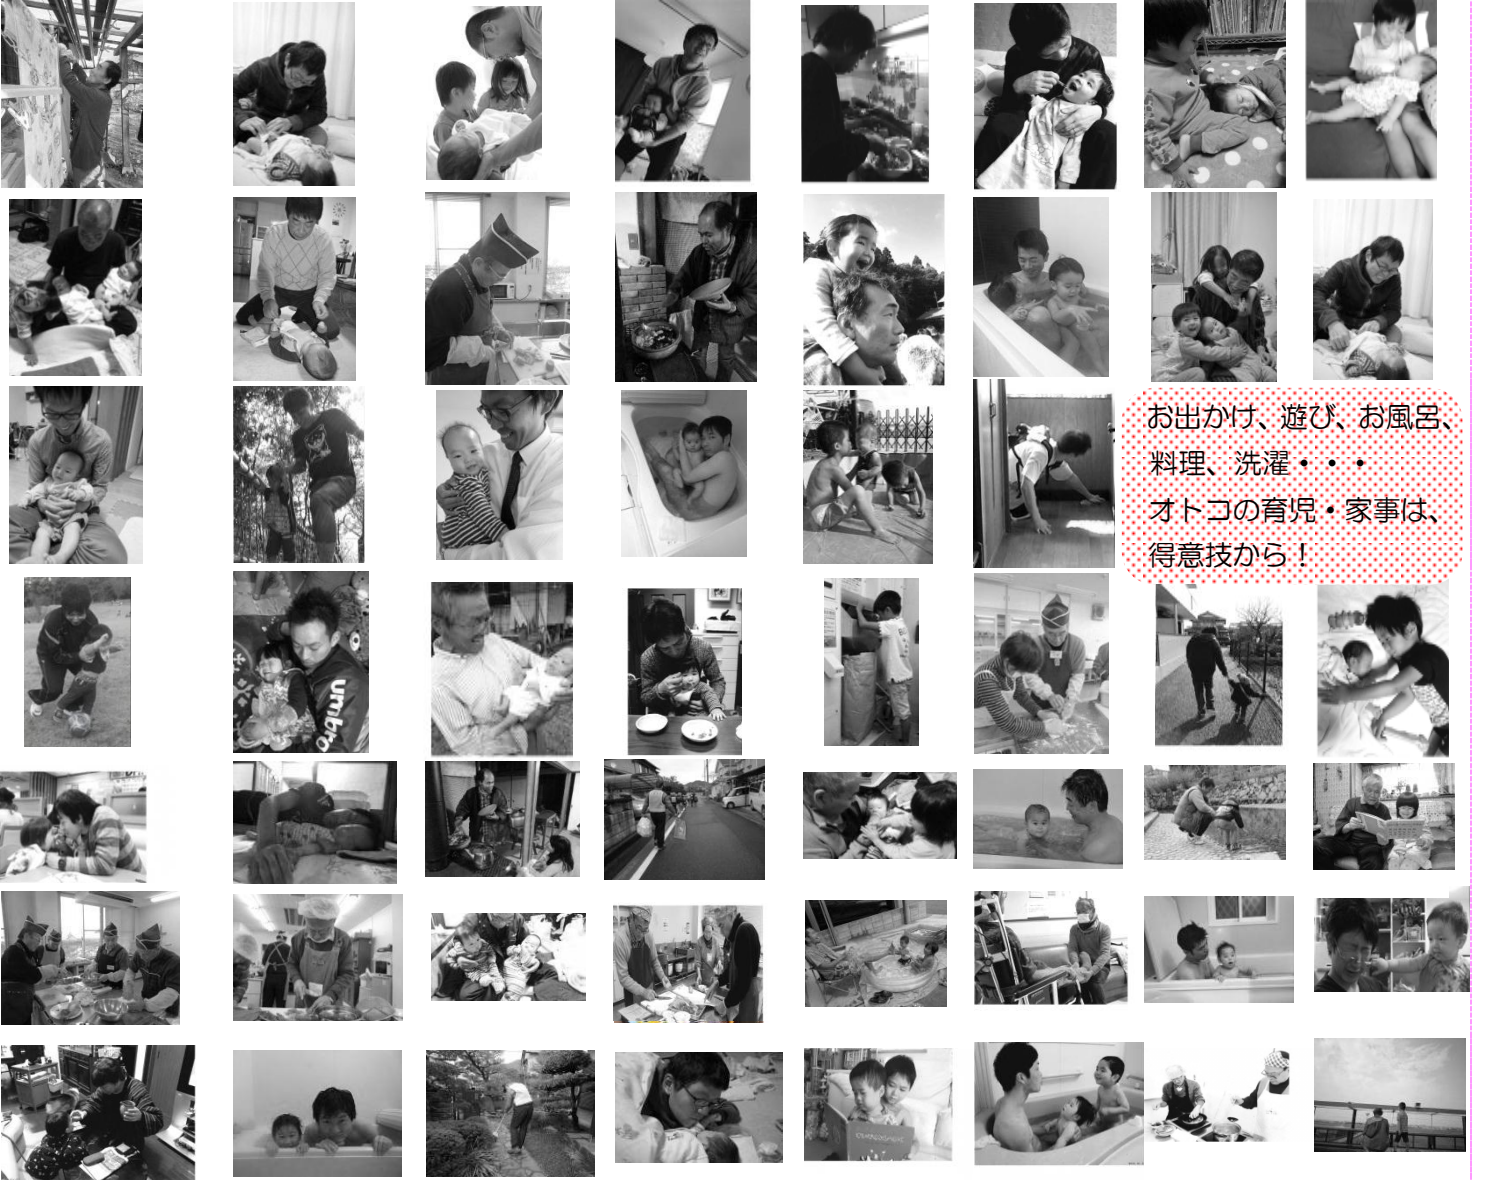 お出かけ、遊び、お風呂、
料理、洗濯・・・
オトコの育児・家事は、
得意技から！
umbro